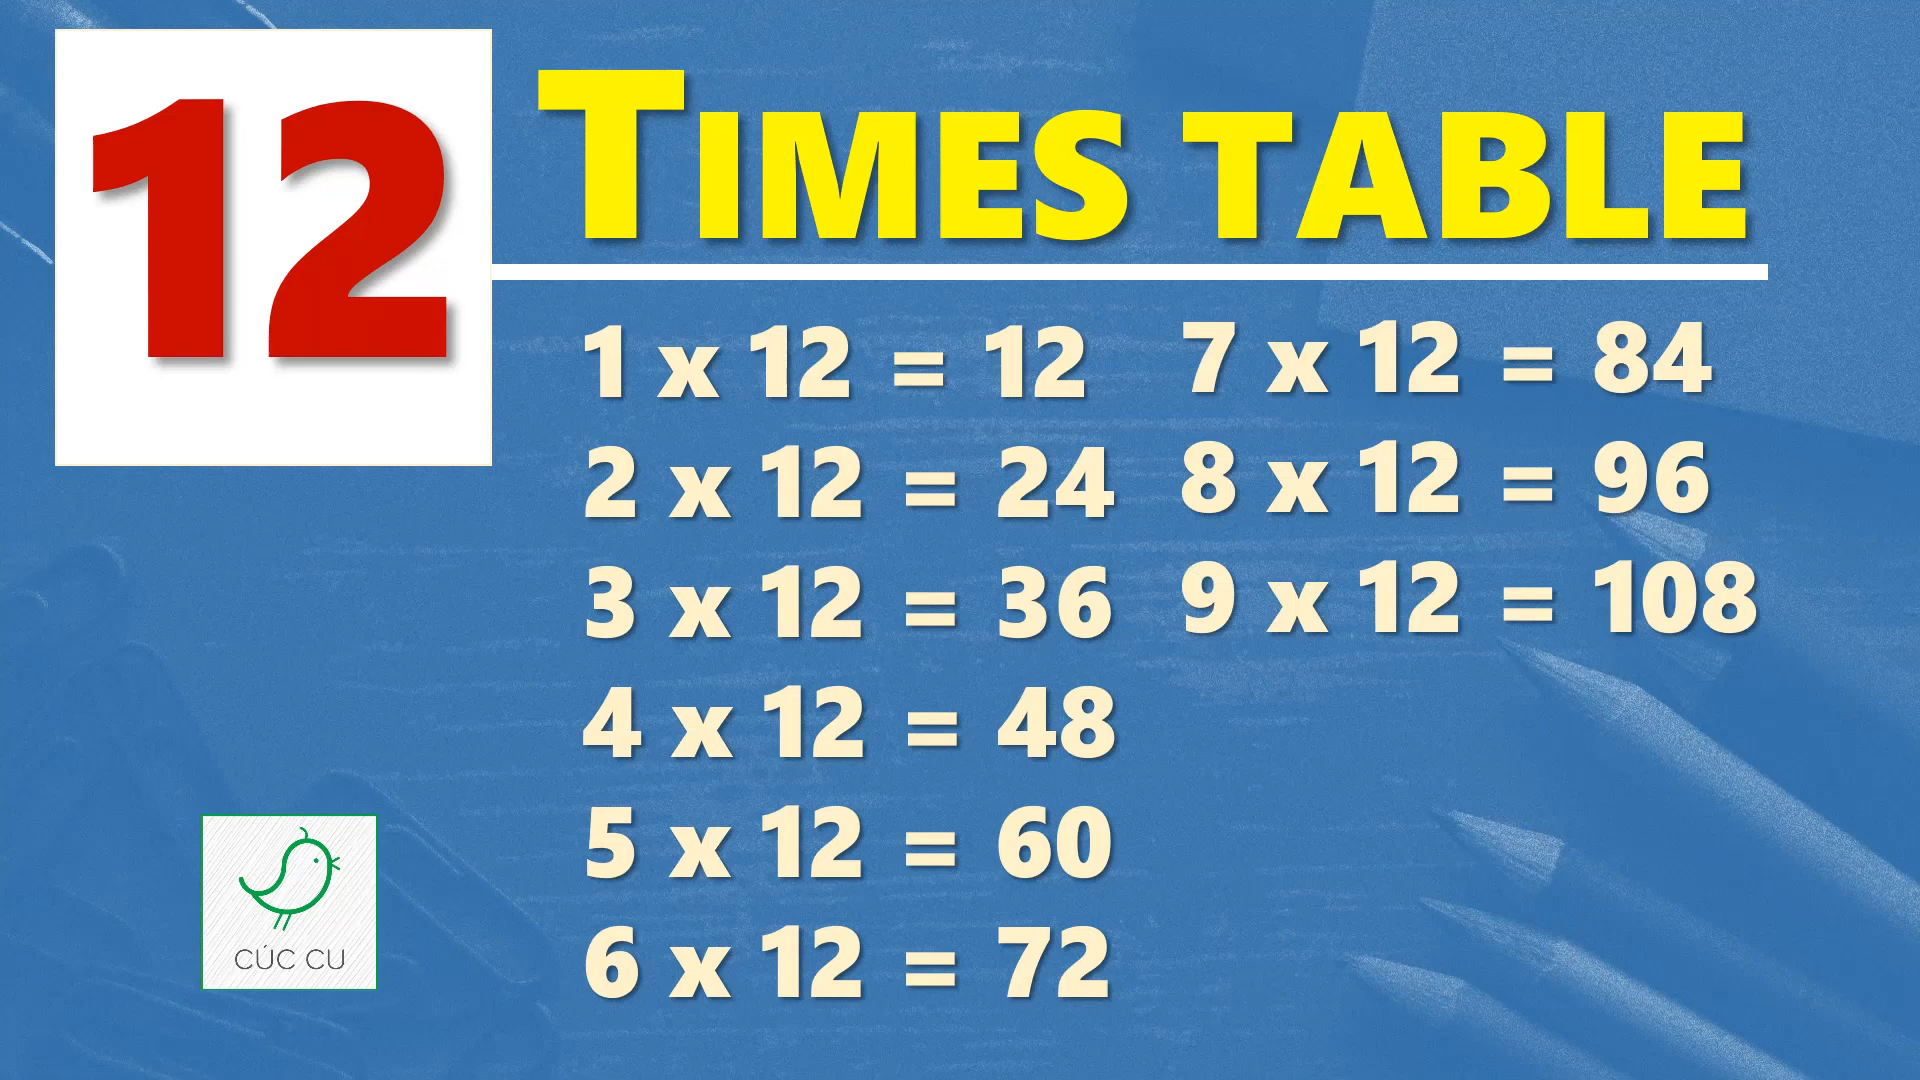 12
TIMES TABLE
1 x 12 = 12
2 x 12 = 24
3 x 12 = 36
4 x 12 = 48
5 x 12 = 60
6 x 12 = 72
7 x 12 = 84
8 x 12 = 96
9 x 12 = 108
CÚC CU